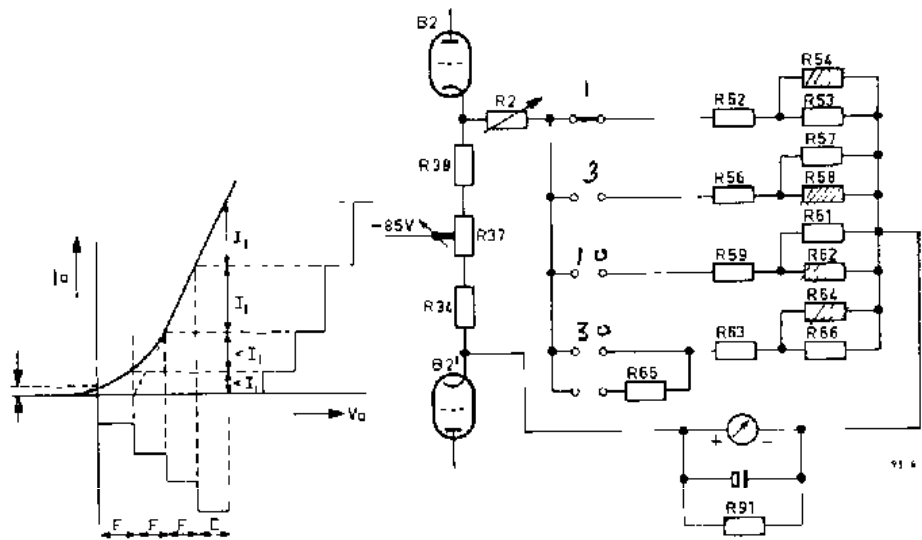 B2
R54
R2
1
R52
R53
R57
R38
3
R56
R58
-85V
R37
R61
I₁
Ia
10
R59
R62
I₁
R34
R64
30
<I₁
R63
R66
<I₁
B2'
R65
Va
+
-
R91
E
E
E
E